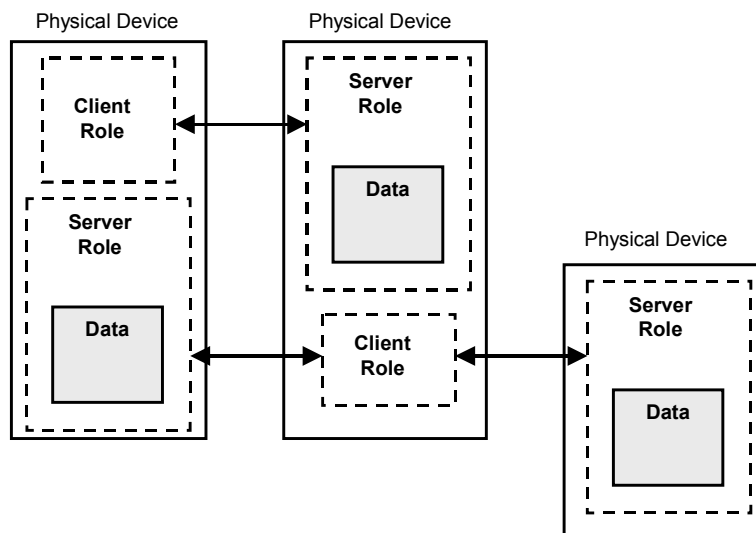 Physical Device
Client
Role
Server
Role
Data
Physical Device
Server
Role
Data
Client
Role
Physical Device
Server
Role
Data